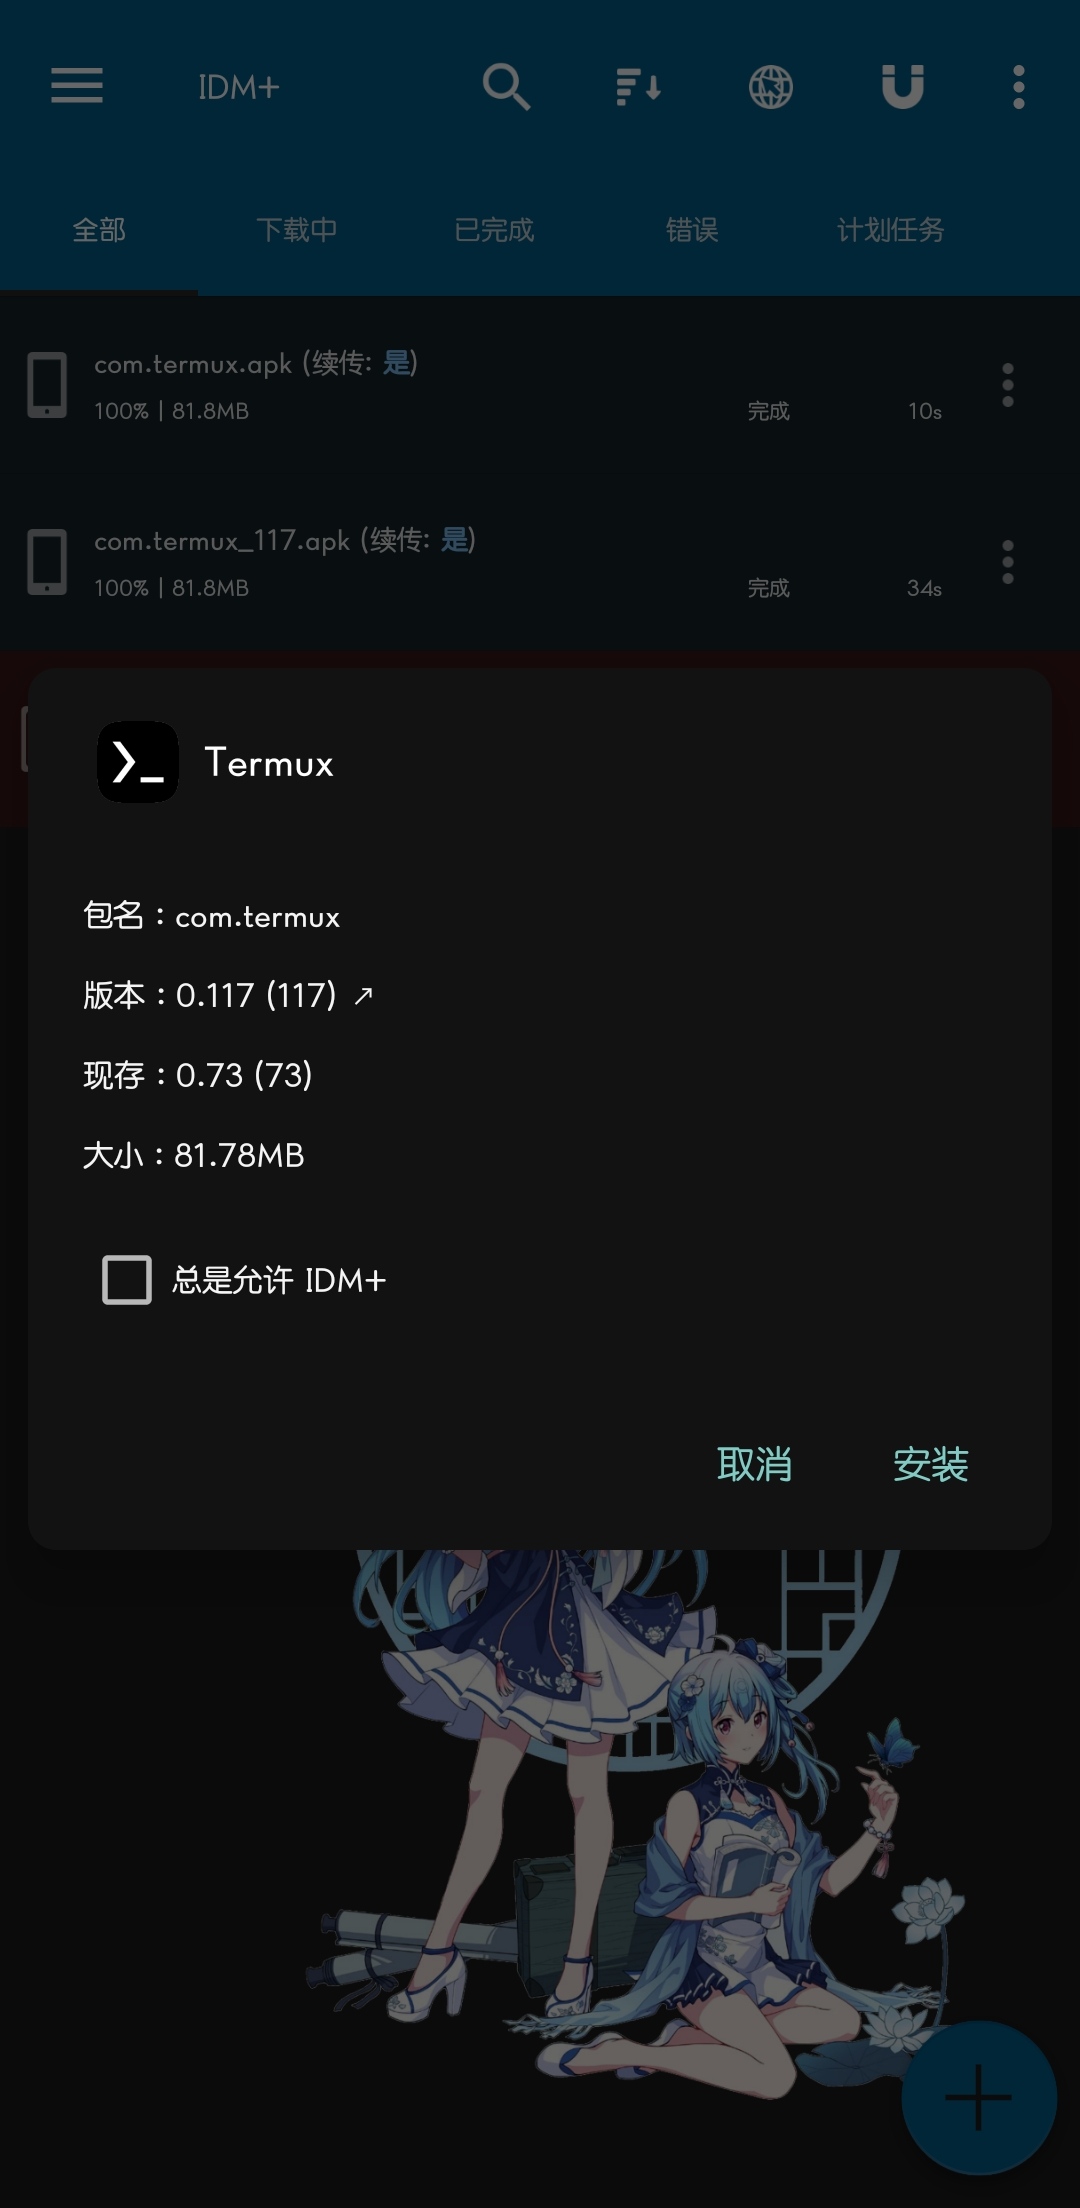 IDM+
全部 下载中 已完成 错误 计划任务
com.termux.apk (续传: 是)
100% | 81.8MB 完成 10s
com.termux_117.apk (续传: 是)
100% | 81.8MB 完成 34s
Termux
包名：com.termux
版本：0.117 (117) ↗
现存：0.73 (73)
大小：81.78MB
总是允许 IDM+
取消 安装